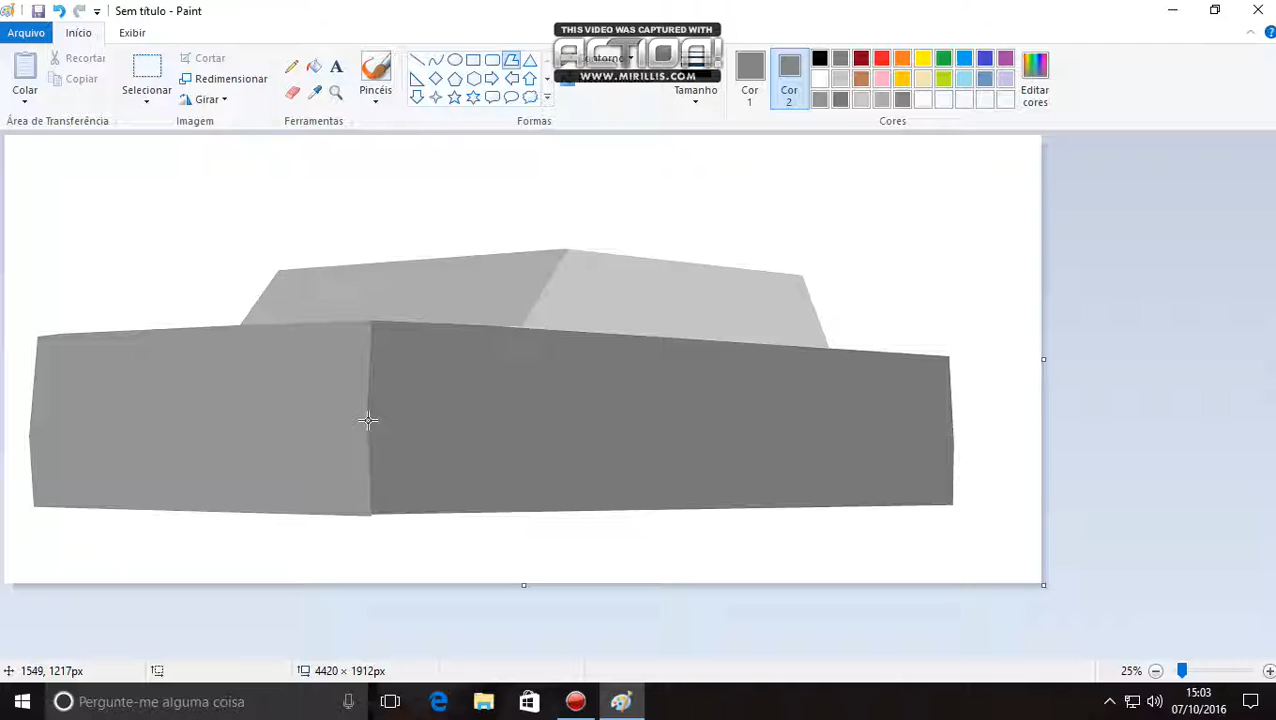 Sem título - Paint
THIS VIDEO WAS CAPTURED WITH
ACTION!
WWW.MIRILLIS.COM
Arquivo
Início
Exibir
Colar
Recortar
Copiar
Área de Transferência
Selecionar
Cortar
Redimensionar
Girar
Imagem
A
Ferramentas
Pincéis
Formas
Tamanho
Cor
1
Cor
2
Editar
cores
Cores
1549, 1217px
4420 × 1912px
25%
Pergunte-me alguma coisa
15:03
07/10/2016